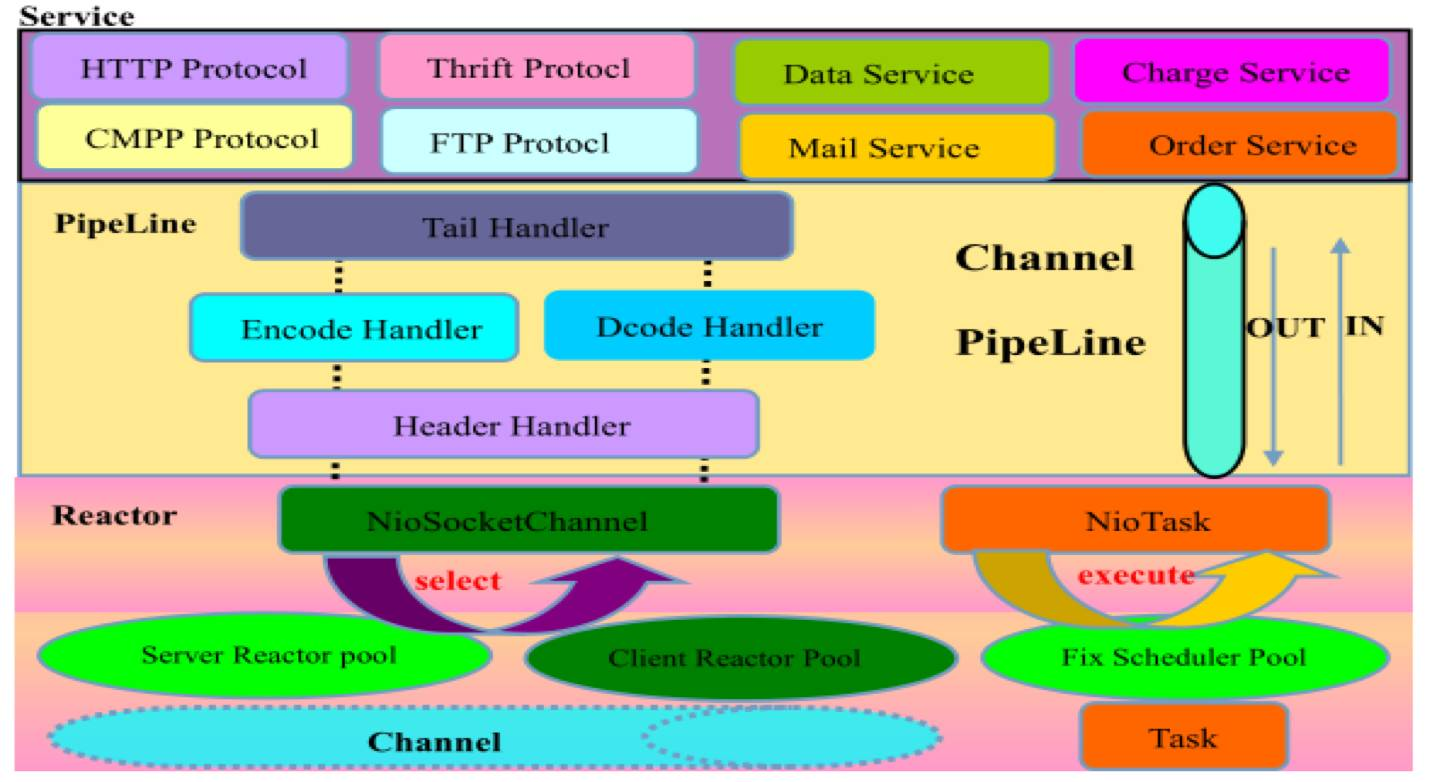 Service
HTTP Protocol
Thrift Protocl
Data Service
Charge Service
CMPP Protocol
FTP Protocl
Mail Service
Order Service
PipeLine
Tail Handler
Encode Handler
Dcode Handler
Header Handler
Channel
PipeLine
OUT
IN
Reactor
NioSocketChannel
NioTask
select
execute
Server Reactor pool
Client Reactor Pool
Fix Scheduler Pool
Channel
Task